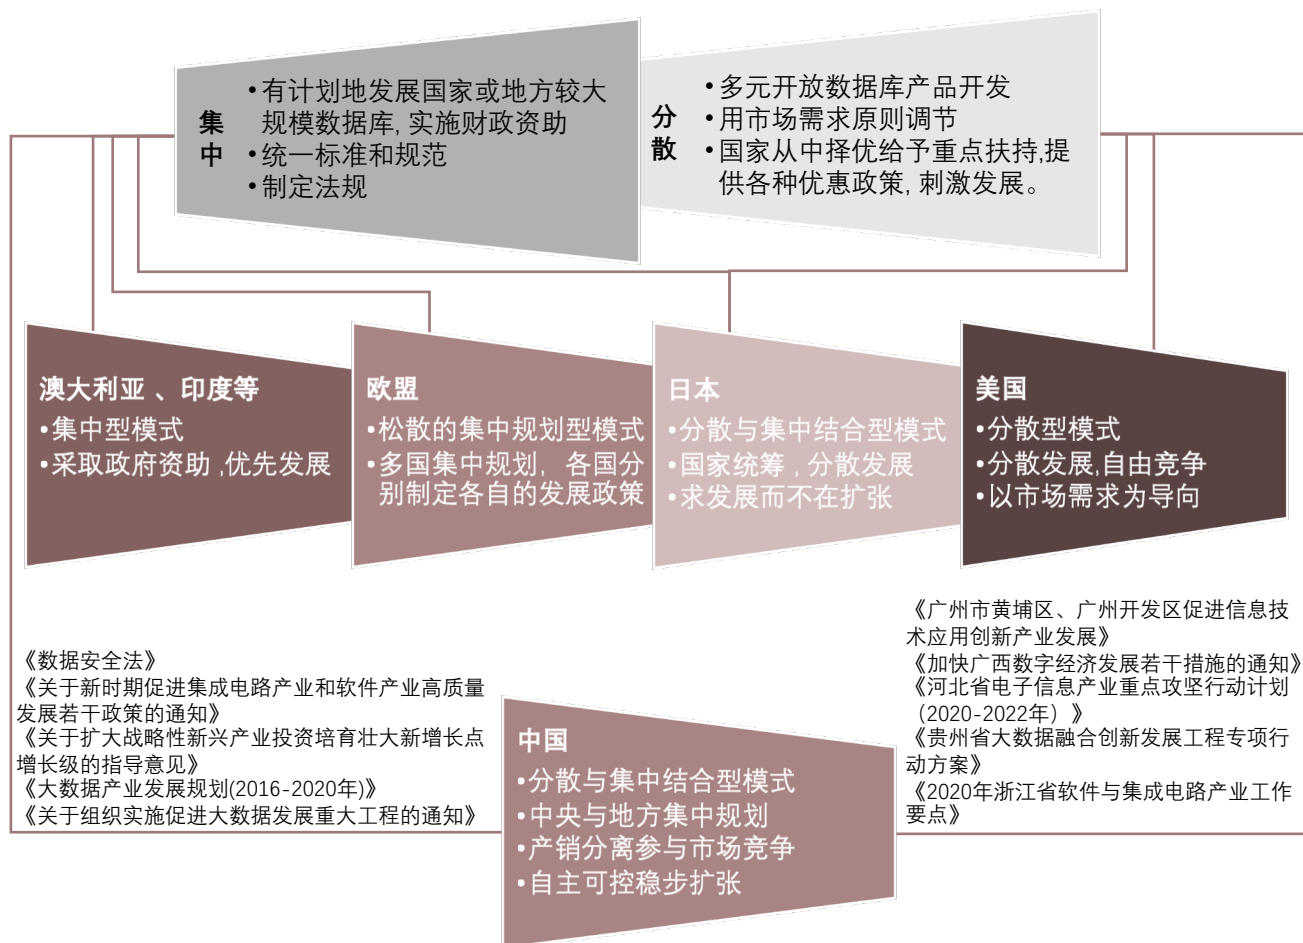 集中
•有计划地发展国家或地方较大
规模数据库, 实施财政资助
•统一标准和规范
•制定法规
分散
•多元开放数据库产品开发
•用市场需求原则调节
•国家从中择优给予重点扶持,提
供各种优惠政策, 刺激发展。
澳大利亚 、印度等
•集中型模式
•采取政府资助 ,优先发展
欧盟
•松散的集中规划型模式
•多国集中规划, 各国分
别制定各自的发展政策
日本
•分散与集中结合型模式
•国家统筹 , 分散发展
•求发展而不在扩张
美国
•分散型模式
•分散发展,自由竞争
•以市场需求为导向
《数据安全法》
《关于新时期促进集成电路产业和软件产业高质量
发展若干政策的通知》
《关于扩大战略性新兴产业投资培育壮大新增长点
增长级的指导意见》
《大数据产业发展规划(2016-2020年)》
《关于组织实施促进大数据发展重大工程的通知》
中国
•分散与集中结合型模式
•中央与地方集中规划
•产销分离参与市场竞争
•自主可控稳步扩张
《广州市黄埔区、广州开发区促进信息技
术应用创新产业发展》
《加快广西数字经济发展若干措施的通知》
《河北省电子信息产业重点攻坚行动计划
（2020-2022年）》
《贵州省大数据融合创新发展工程专项行
动方案》
《2020年浙江省软件与集成电路产业工作
要点》